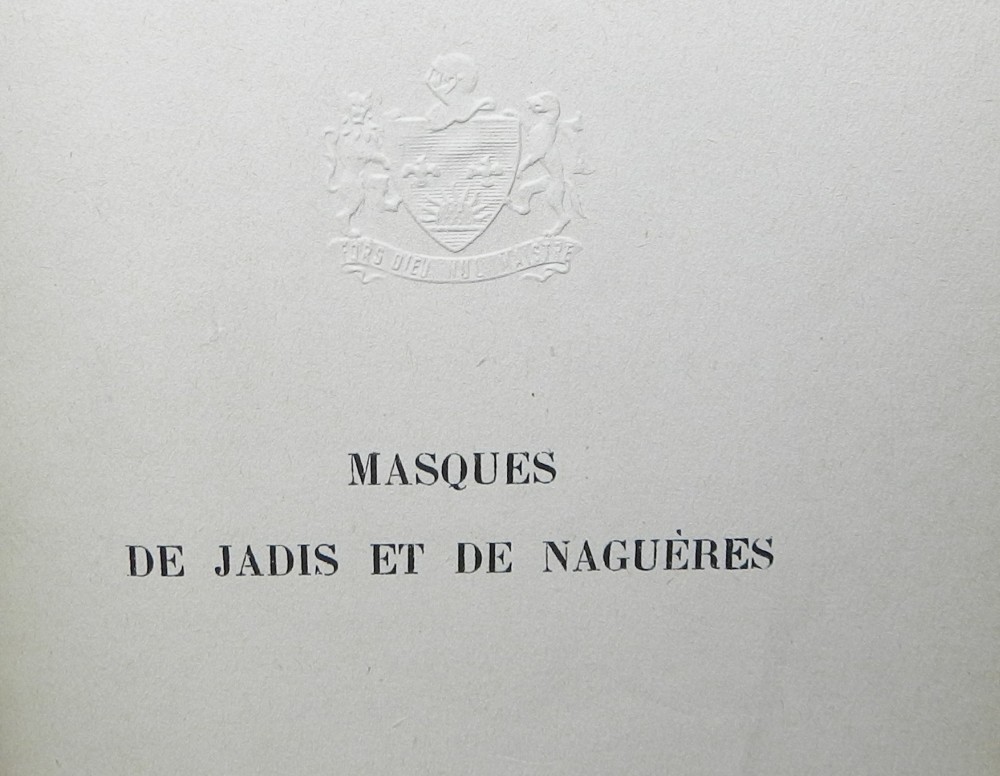 FORS DIEU NUL MAISTRE
MASQUES
DE JADIS ET DE NAGUÈRES